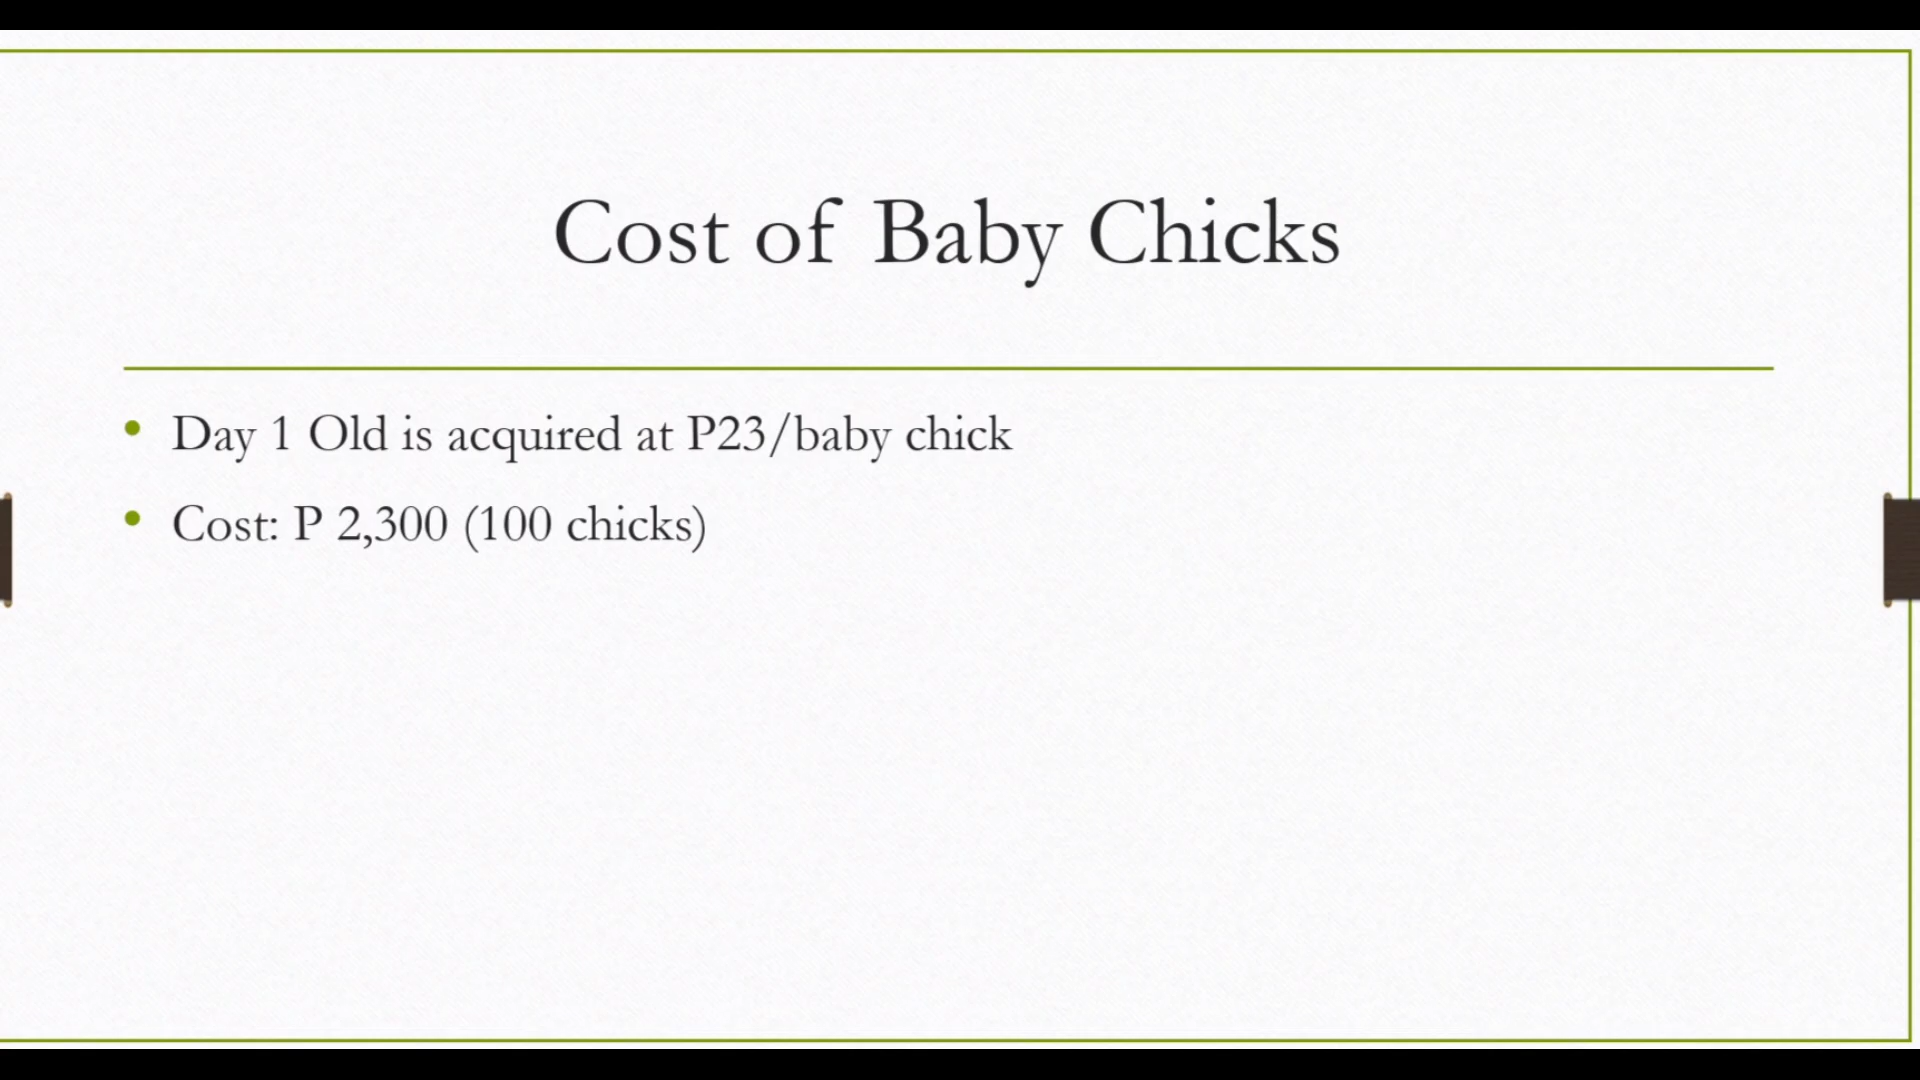 Cost of Baby Chicks
Day 1 Old is acquired at P23/baby chick
Cost: P 2,300 (100 chicks)